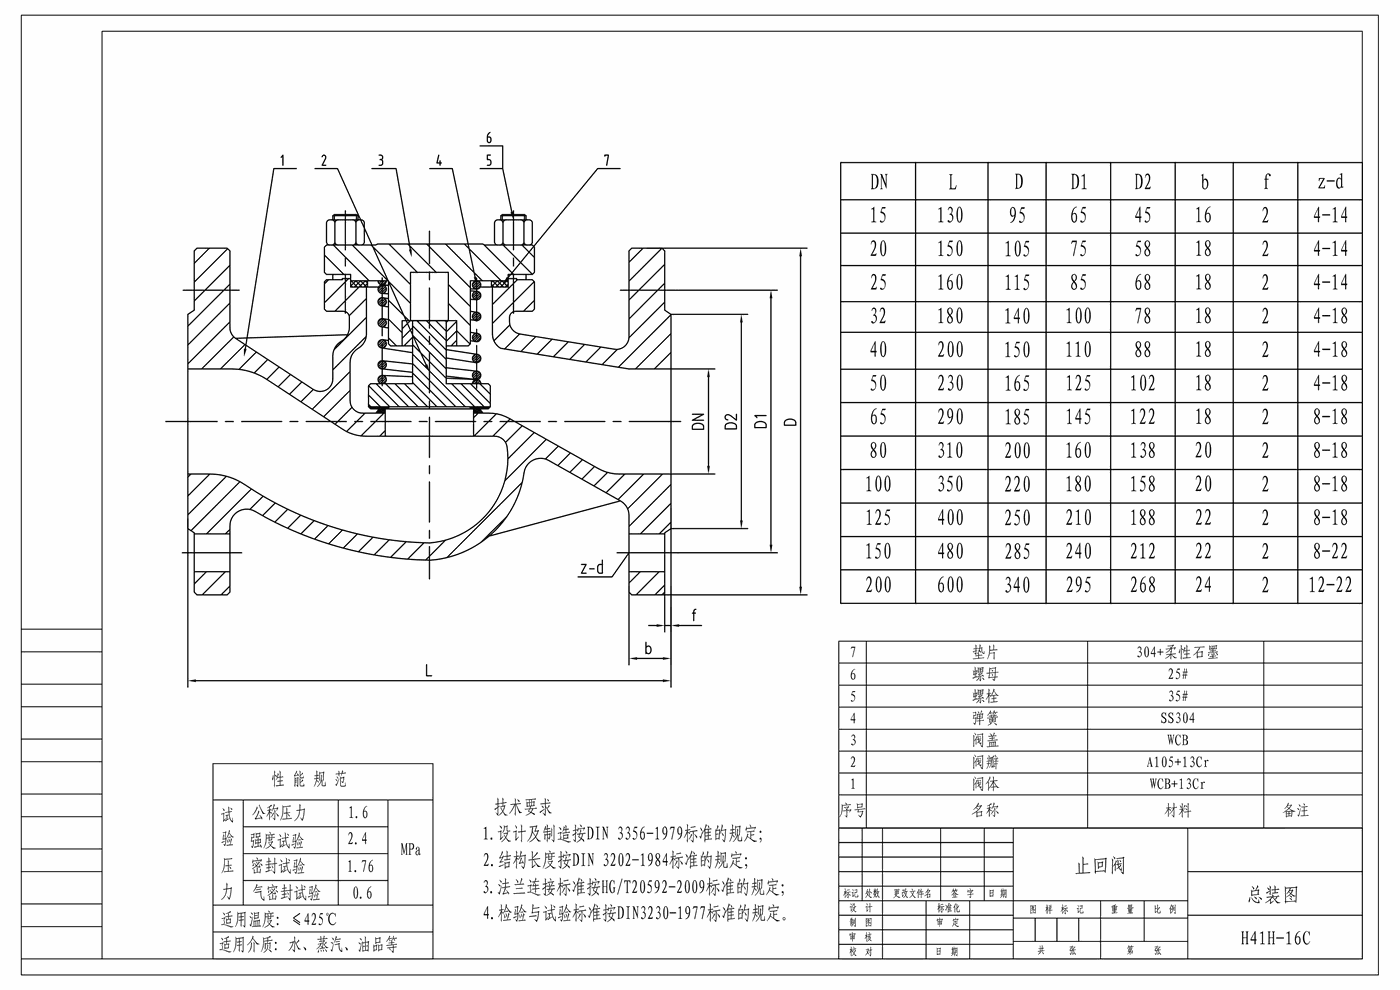 6
1 2 3 4 5 7
DN D2 D1 D
z-d
f
b
L
DN L D D1 D2 b f z-d
15 130 95 65 45 16 2 4-14
20 150 105 75 58 18 2 4-14
25 160 115 85 68 18 2 4-14
32 180 140 100 78 18 2 4-18
40 200 150 110 88 18 2 4-18
50 230 165 125 102 18 2 4-18
65 290 185 145 122 18 2 8-18
80 310 200 160 138 20 2 8-18
100 350 220 180 158 20 2 8-18
125 400 250 210 188 22 2 8-18
150 480 285 240 212 22 2 8-22
200 600 340 295 268 24 2 12-22
7 垫片 304+柔性石墨
6 螺母 25#
5 螺栓 35#
4 弹簧 SS304
3 阀盖 WCB
2 阀瓣 A105+13Cr
1 阀体 WCB+13Cr
序号 名称 材料 备注
性能规范
试验压力
公称压力 1.6
强度试验 2.4
密封试验 1.76
气密封试验 0.6
MPa
适用温度：≤425℃
适用介质：水、蒸汽、油品等
技术要求
1.设计及制造按DIN 3356-1979标准的规定；
2.结构长度按DIN 3202-1984标准的规定；
3.法兰连接标准按HG/T20592-2009标准的规定；
4.检验与试验标准按DIN3230-1977标准的规定。
标记 处数 更改文件名 签字 日期
设计 标准化
制图 审定
审核
校对 日期
止回阀
图样标记 重量 比例
共 张 第 张
总装图
H41H-16C